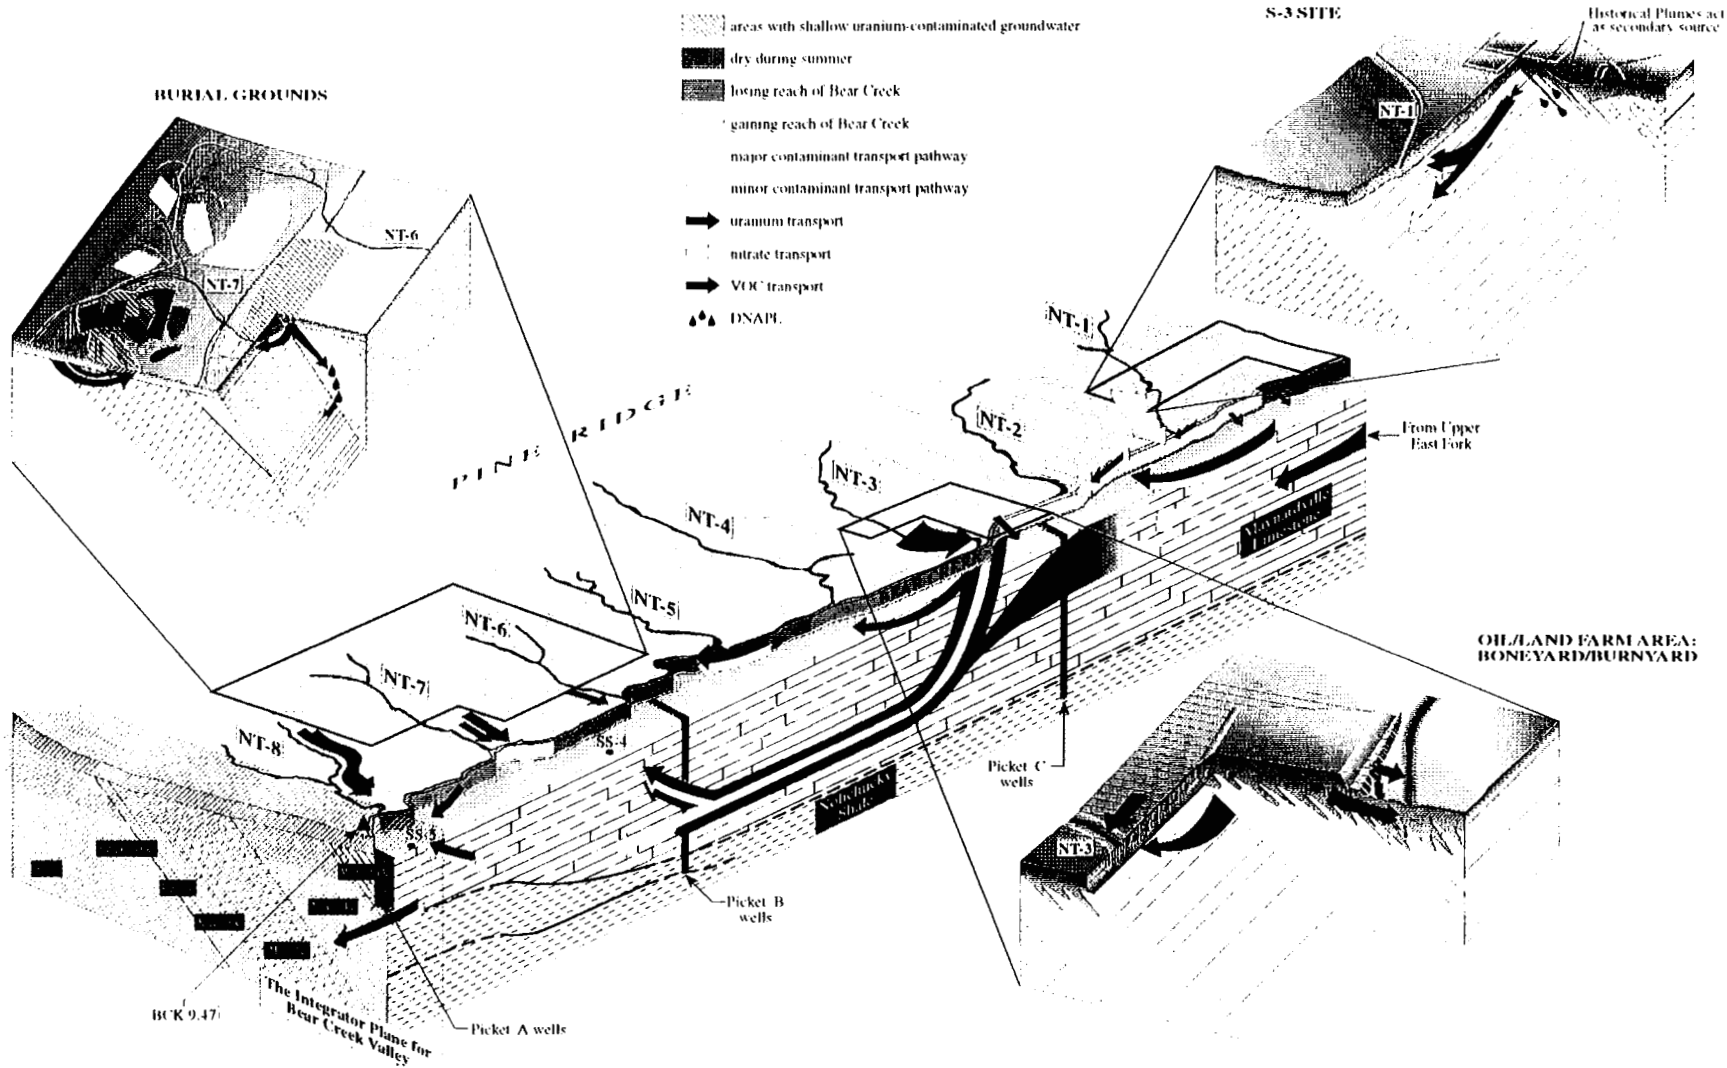 S-3 SITE
Historical Plumes act
as secondary source
areas with shallow uranium-contaminated groundwater
dry during summer
losing reach of Bear Creek
gaining reach of Bear Creek
major contaminant transport pathway
minor contaminant transport pathway
uranium transport
nitrate transport
VOC transport
DNAPL
BURIAL GROUNDS
NT-1
NT-6
NT-7
NT-1
PINE RIDGE
NT-2
From Upper
East Fork
NT-3
NT-4
Maynardville
Limestone
NT-5
NT-6
OIL/LAND FARM AREA:
BONEYARD/BURNYARD
NT-7
NT-8
SS-4
Picket C
wells
Nolichucky
Shale
SS-5
NT-3
Picket B
wells
BCK 9.47
The Integrator Plane for
Bear Creek Valley
Picket A wells